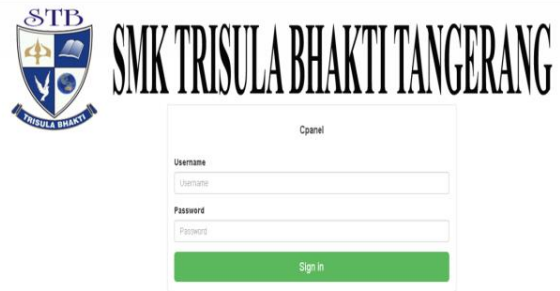 STB
SMK TRISULA BHAKTI TANGERANG
TRISULA BHAKTI
Cpanel
Username
Username
Password
Password
Sign in